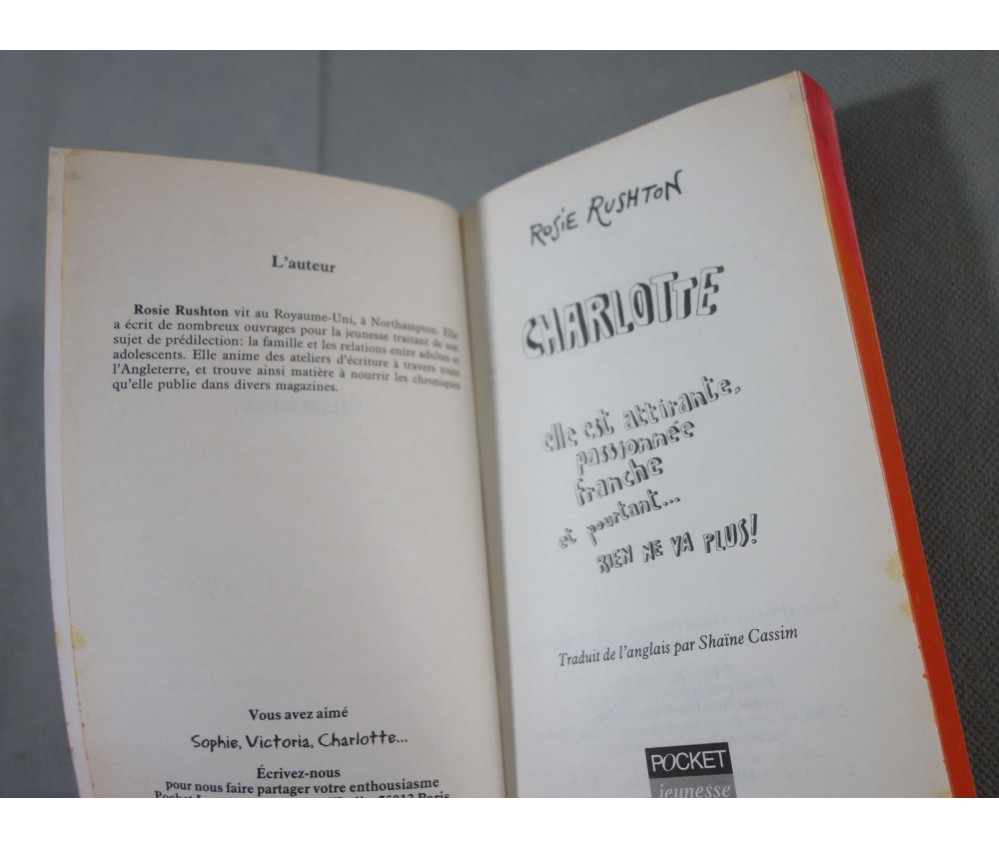 L'auteur
Rosie Rushton vit au Royaume-Uni, à Northampton. Elle
a écrit de nombreux ouvrages pour la jeunesse traitant de son
sujet de prédilection: la famille et les relations entre adultes et
adolescents. Elle anime des ateliers d'écriture à travers toute
l'Angleterre, et trouve ainsi matière à nourrir les chroniques
qu'elle publie dans divers magazines.
Vous avez aimé
Sophie, Victoria, Charlotte...
Écrivez-nous
pour nous faire partager votre enthousiasme
75013 Paris
ROSIE RUSHTON
CHARLOTTE
elle est attirante,
passionnée
franche
et pourtant...
RIEN NE VA PLUS!
Traduit de l'anglais par Shaïne Cassim
POCKET
jeunesse